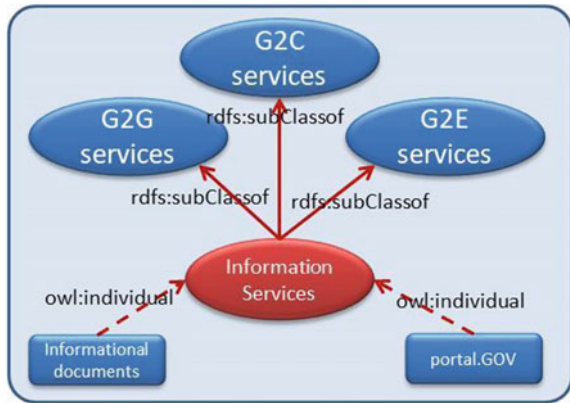 G2C
services
rdfs:subClassof
G2G
services
G2E
services
rdfs:subClassof
rdfs:subClassof
Information
Services
owl:individual
owl:individual
Informational
documents
portal.GOV